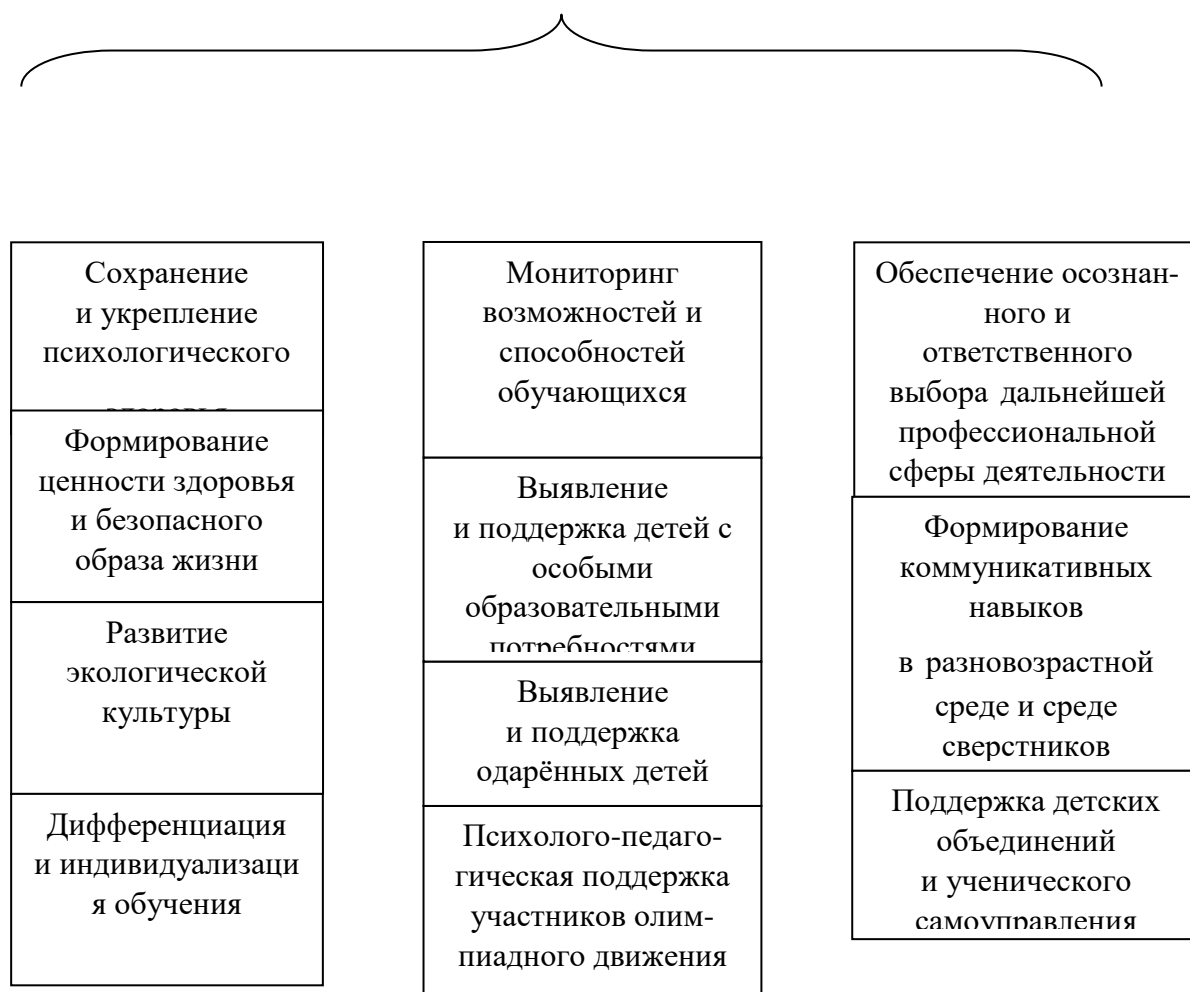 Сохранение
и укрепление
психологического
Формирование
ценности здоровья
и безопасного
образа жизни
Развитие
экологической
культуры
Дифференциация
и индивидуализаци
я обучения
Мониторинг
возможностей и
способностей
обучающихся
Выявление
и поддержка детей с
особыми
образовательными
потребностями
Выявление
и поддержка
одарённых детей
Психолого-педаго-
гическая поддержка
участников олим-
пиадного движения
Обеспечение осознан-
ного и
ответственного
выбора дальнейшей
профессиональной
сферы деятельности
Формирование
коммуникативных
навыков
в разновозрастной
среде и среде
сверстников
Поддержка детских
объединений
и ученического
самоуправления